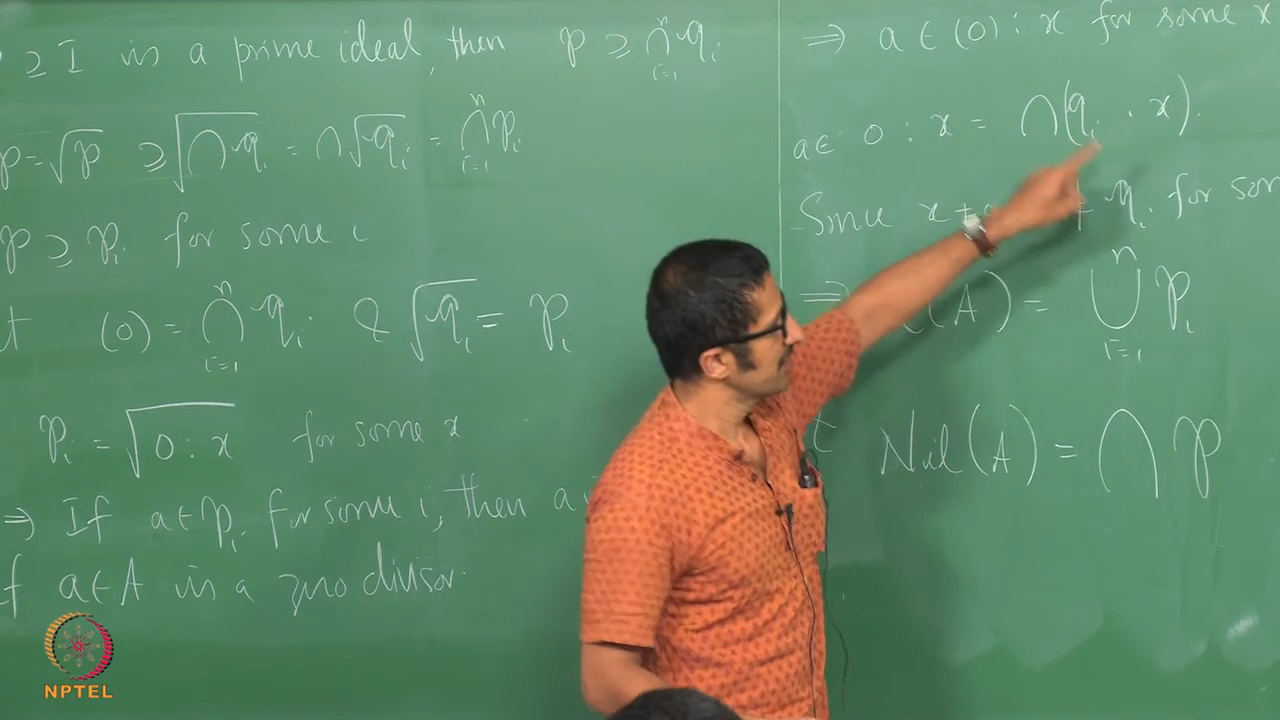 ≥ I is a prime ideal, then p ≥ ⋂_{i=1}^{n} q_i
p = √p ≥ √(⋂q_i) = ⋂√q_i = ⋂_{i=1}^{n} p_i
p ≥ p_i for some i
t (0) = ⋂_{i=1}^{n} q_i & √q_i = p_i
p_i = √(0 : x) for some x
⇒ If a ∈ p_i for some i, then a
f a ∈ A is a zero divisor.
⇒ a ∈ (0) : x for some x
a ∈ 0 : x = ⋂(q_i : x).
Since x ≠ q_i for som
⇒ (A) = ⋃_{i=1}^{n} p_i
t Nil(A) = ⋂ p
NPTEL